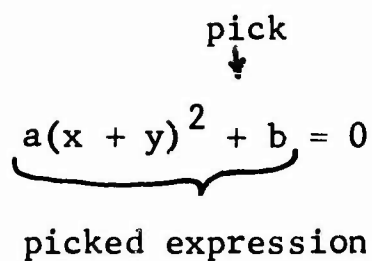 pick
a(x + y)² + b = 0
picked expression